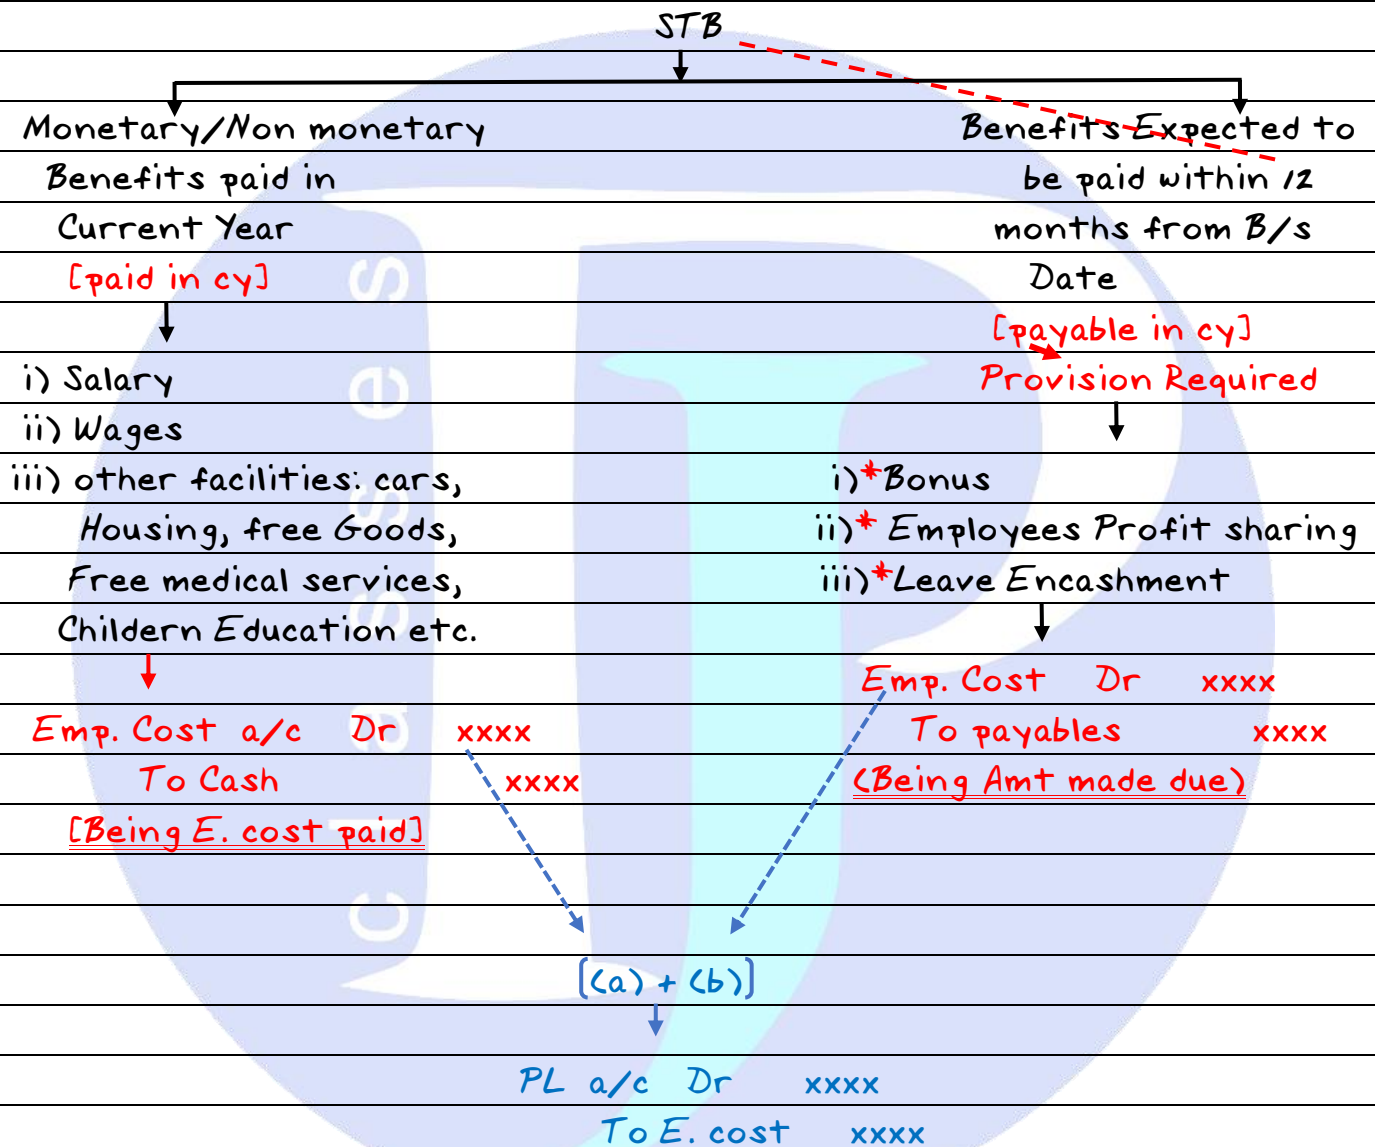 STB
Monetary/Non monetary
Benefits paid in
Current Year
[paid in cy]
i) Salary
ii) Wages
iii) other facilities: cars,
Housing, free Goods,
Free medical services,
Childern Education etc.
Emp. Cost a/c Dr xxxx
To Cash xxxx
[Being E. cost paid]
Benefits Expected to
be paid within 12
months from B/s
Date
[payable in cy]
Provision Required
i)*Bonus
ii)* Employees Profit sharing
iii)*Leave Encashment
Emp. Cost Dr xxxx
To payables xxxx
(Being Amt made due)
[(a) + (b)]
PL a/c Dr xxxx
To E. cost xxxx
classes